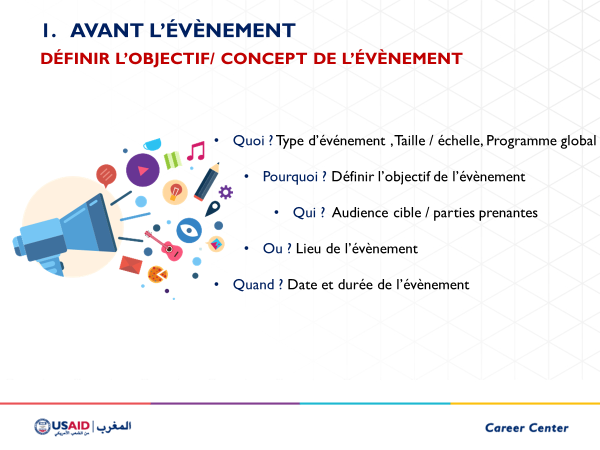 1. AVANT L’ÉVÈNEMENT
DÉFINIR L’OBJECTIF/ CONCEPT DE L’ÉVÈNEMENT
• Quoi ? Type d’événement , Taille / échelle, Programme global
• Pourquoi ? Définir l’objectif de l’évènement
• Qui ? Audience cible / parties prenantes
• Ou ? Lieu de l’évènement
• Quand ? Date et durée de l’évènement
USAID | المغرب
من الشعب الأمريكي
Career Center